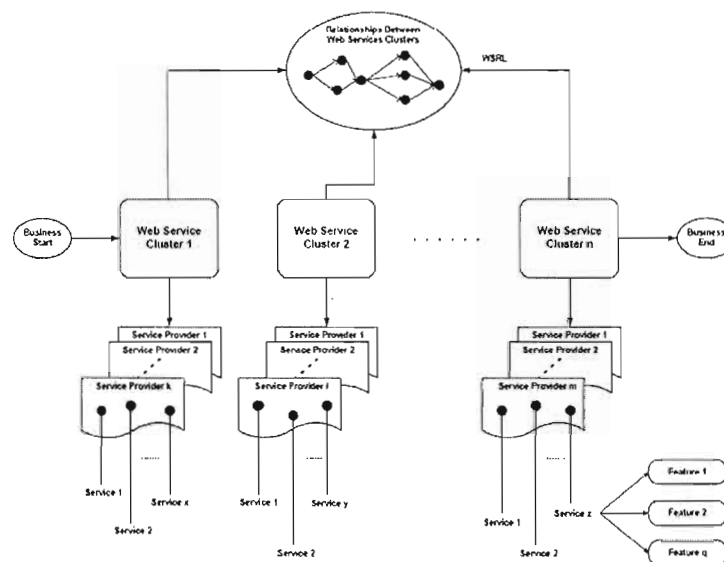 Relationships Between
Web Services Clusters
WSRL
Business
Start
Web Service
Cluster 1
Web Service
Cluster 2
. . . . . .
Web Service
Cluster n
Business
End
Service Provider 1
Service Provider 2
Service Provider k
Service Provider 1
Service Provider 2
Service Provider l
Service Provider 1
Service Provider 2
Service Provider m
......
......
......
Service 1
Service x
Service 2
Service 1
Service y
Service 2
Service 1
Service z
Service 2
Feature 1
Feature 2
Feature q